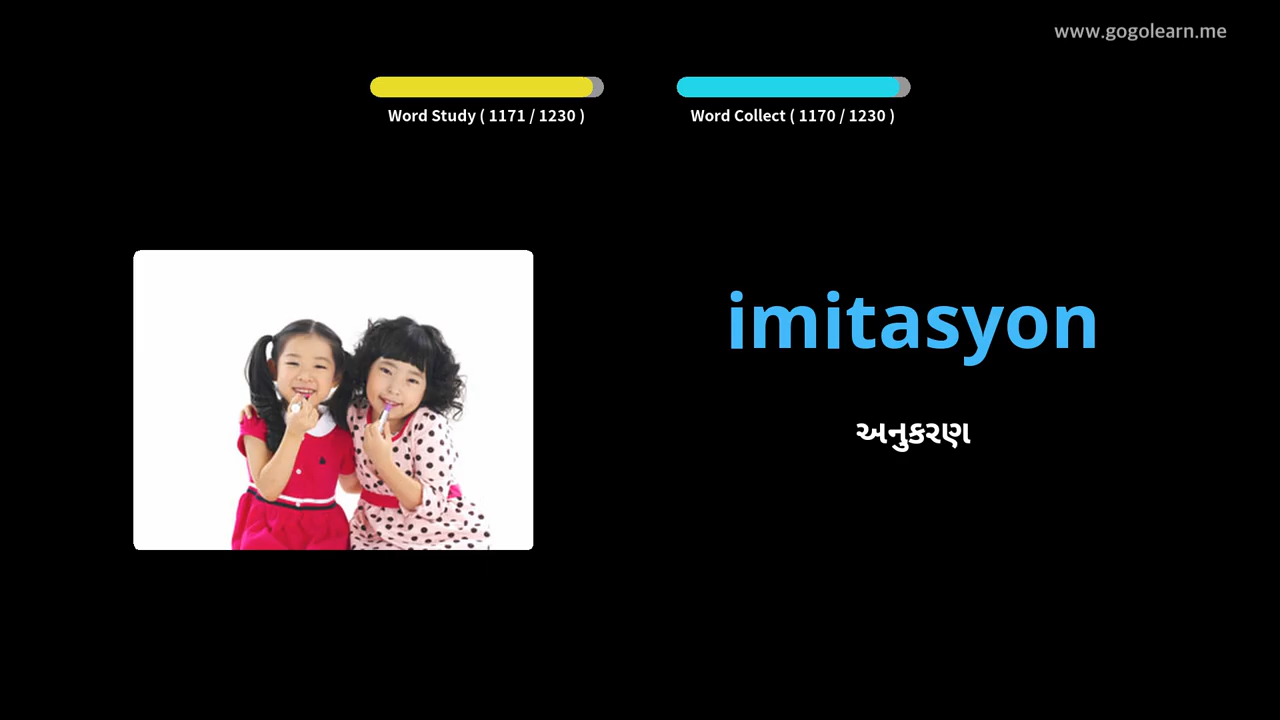 www.gogolearn.me
Word Study ( 1171 / 1230 )
Word Collect ( 1170 / 1230 )
imitasyon
અનુકરણ